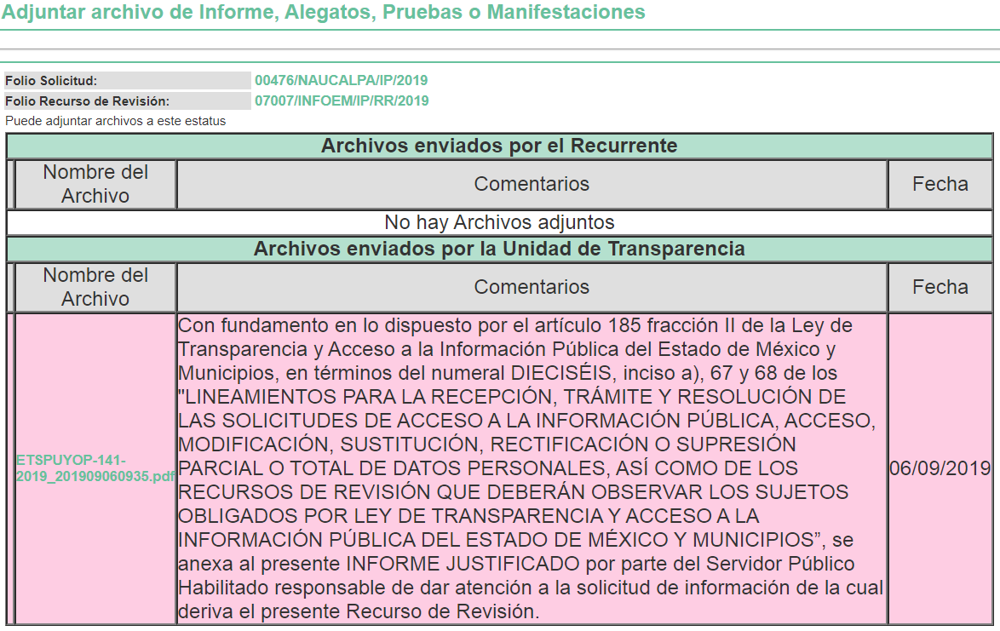 Adjuntar archivo de Informe, Alegatos, Pruebas o Manifestaciones
Folio Solicitud: 00476/NAUCALPA/IP/2019
Folio Recurso de Revisión: 07007/INFOEM/IP/RR/2019
Puede adjuntar archivos a este estatus
Archivos enviados por el Recurrente
Nombre del
Archivo
Comentarios
Fecha
No hay Archivos adjuntos
Archivos enviados por la Unidad de Transparencia
Nombre del
Archivo
Comentarios
Fecha
ETSPUYOP-141-
2019_201909060935.pdf
Con fundamento en lo dispuesto por el artículo 185 fracción II de la Ley de
Transparencia y Acceso a la Información Pública del Estado de México y
Municipios, en términos del numeral DIECISÉIS, inciso a), 67 y 68 de los
"LINEAMIENTOS PARA LA RECEPCIÓN, TRÁMITE Y RESOLUCIÓN DE
LAS SOLICITUDES DE ACCESO A LA INFORMACIÓN PÚBLICA, ACCESO,
MODIFICACIÓN, SUSTITUCIÓN, RECTIFICACIÓN O SUPRESIÓN
PARCIAL O TOTAL DE DATOS PERSONALES, ASÍ COMO DE LOS
RECURSOS DE REVISIÓN QUE DEBERÁN OBSERVAR LOS SUJETOS
OBLIGADOS POR LEY DE TRANSPARENCIA Y ACCESO A LA
INFORMACIÓN PÚBLICA DEL ESTADO DE MÉXICO Y MUNICIPIOS”, se
anexa al presente INFORME JUSTIFICADO por parte del Servidor Público
Habilitado responsable de dar atención a la solicitud de información de la cual
deriva el presente Recurso de Revisión.
06/09/2019